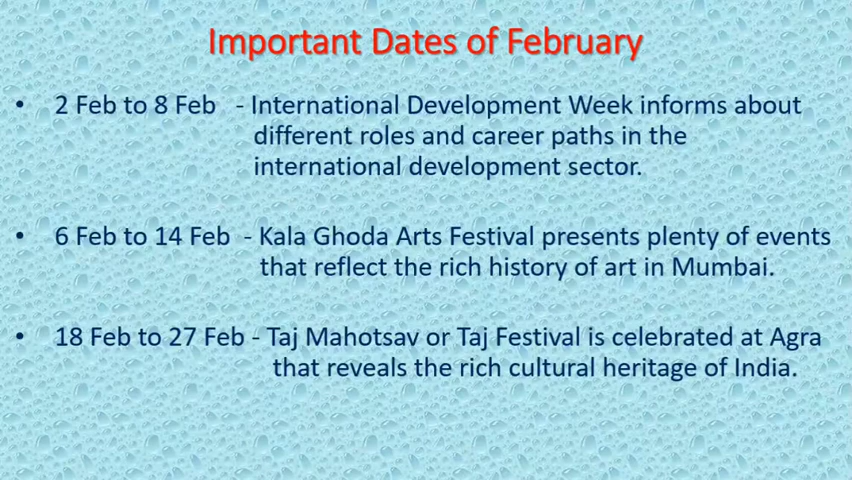 Important Dates of February
• 2 Feb to 8 Feb - International Development Week informs about
different roles and career paths in the
international development sector.
• 6 Feb to 14 Feb - Kala Ghoda Arts Festival presents plenty of events
that reflect the rich history of art in Mumbai.
• 18 Feb to 27 Feb - Taj Mahotsav or Taj Festival is celebrated at Agra
that reveals the rich cultural heritage of India.